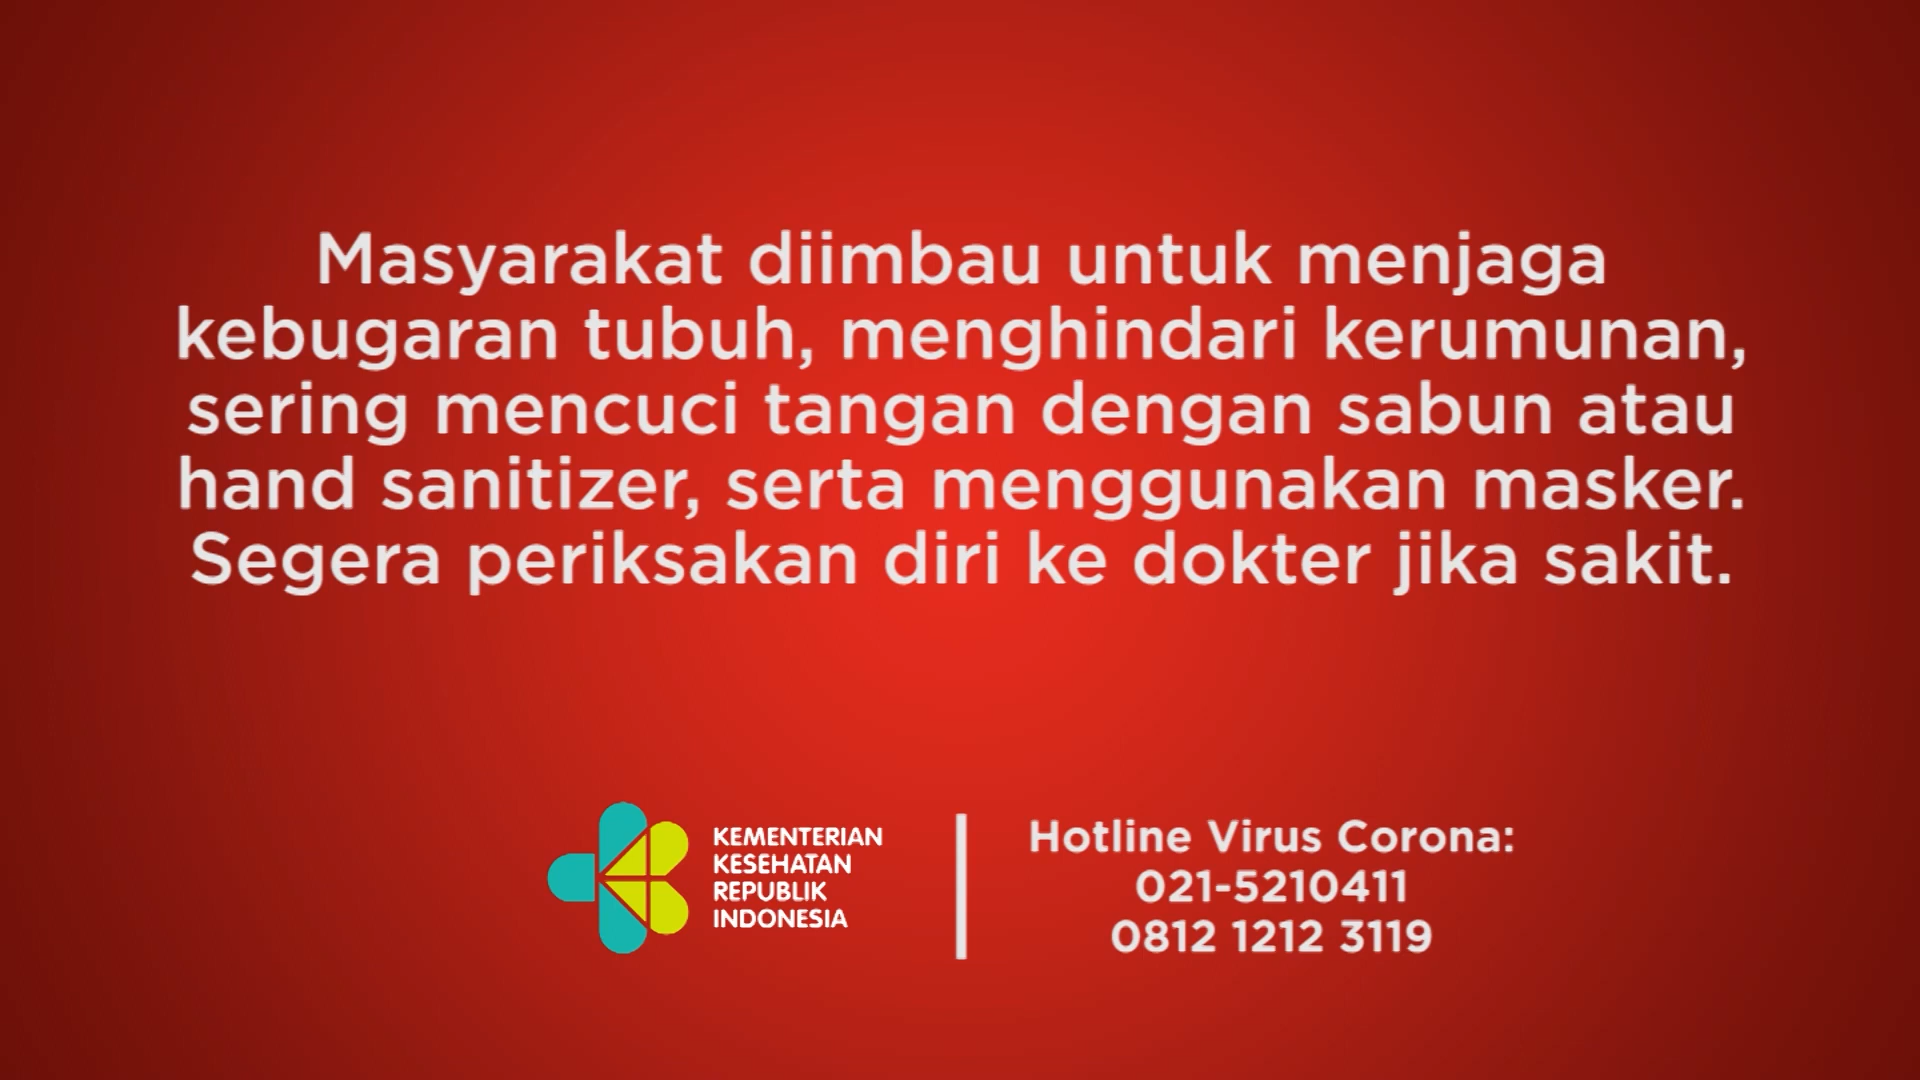 Masyarakat diimbau untuk menjaga
kebugaran tubuh, menghindari kerumunan,
sering mencuci tangan dengan sabun atau
hand sanitizer, serta menggunakan masker.
Segera periksakan diri ke dokter jika sakit.
KEMENTERIAN
KESEHATAN
REPUBLIK
INDONESIA
Hotline Virus Corona:
021-5210411
0812 1212 3119